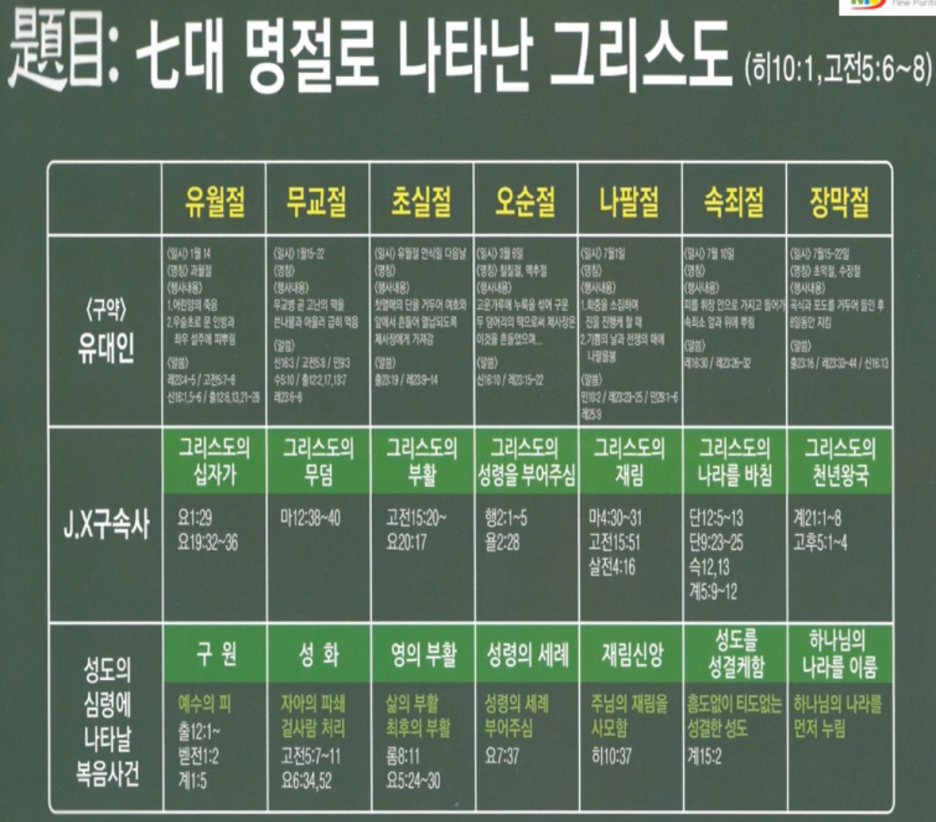 題目: 七대 명절로 나타난 그리스도 (히10:1,고전5:6~8)
유월절 무교절 초실절 오순절 나팔절 속죄절 장막절
〈구약〉
유대인
〈일시〉 1월 14
〈명칭〉 과월절
〈행사내용〉
1.어린양의 죽음
2.우슬초로 문 인방과
좌우 설주에 피뿌림
〈말씀〉
레23:4~5 / 고전5:7~8
신16:1,5~6 / 출12:6,13,21~28
〈일시〉 1월15~22
〈명칭〉
〈행사내용〉
무교병 곧 고난의 떡을
쓴나물과 아울러 급히 먹음
〈말씀〉
신16:3 / 고전5:8 / 민9:3
수5:10 / 출12:2,17,13:7
레23:6~8
〈일시〉 유월절 안식일 다음날
〈명칭〉
〈행사내용〉
첫열매의 단을 거두어 여호와
앞에서 흔들어 열납되도록
제사장에게 가져감
〈말씀〉
출23:19 / 레23:9~14
〈일시〉 3월 6일
〈명칭〉 칠칠절, 맥추절
〈행사내용〉
고운가루에 누룩을 섞어 구운
두 덩어리의 떡으로써 제사장은
이것을 흔들었으며...
〈말씀〉
신16:10 / 레23:15~22
〈일시〉 7월1일
〈명칭〉
〈행사내용〉
1.회중을 소집하며
진을 진행케 할 때
2.기쁨의 날과 전쟁의 때에
나팔을붐
〈말씀〉
민10:2 / 레23:23~25 / 민29:1~6
레25:9
〈일시〉 7월 10일
〈명칭〉
〈행사내용〉
피를 휘장 안으로 가지고 들어가
속죄소 앞과 위에 뿌림
〈말씀〉
레16:30 / 레23:26~32
〈일시〉 7월15~22일
〈명칭〉 초막절, 수장절
〈행사내용〉
곡식과 포도를 거두어 들인 후
8일동안 지킴
〈말씀〉
출23:16 / 레23:33~44 / 신16:13
J.X구속사
그리스도의
십자가
요1:29
요19:32~36
그리스도의
무덤
마12:38~40
그리스도의
부활
고전15:20~
요20:17
그리스도의
성령을 부어주심
행2:1~5
욜2:28
그리스도의
재림
마4:30~31
고전15:51
살전4:16
그리스도의
나라를 바침
단12:5~13
단9:23~25
슥12,13
계5:9~12
그리스도의
천년왕국
계21:1~8
고후5:1~4
성도의
심령에
나타날
복음사건
구 원
예수의 피
출12:1~
벧전1:2
계1:5
성 화
자아의 파쇄
겉사람 처리
고전5:7~11
요6:34,52
영의 부활
삶의 부활
최후의 부활
롬8:11
요5:24~30
성령의 세례
성령의 세례
부어주심
요7:37
재림신앙
주님의 재림을
사모함
히10:37
성도를
성결케함
흠도없이 티도없는
성결한 성도
계15:2
하나님의
나라를 이룸
하나님의 나라를
먼저 누림